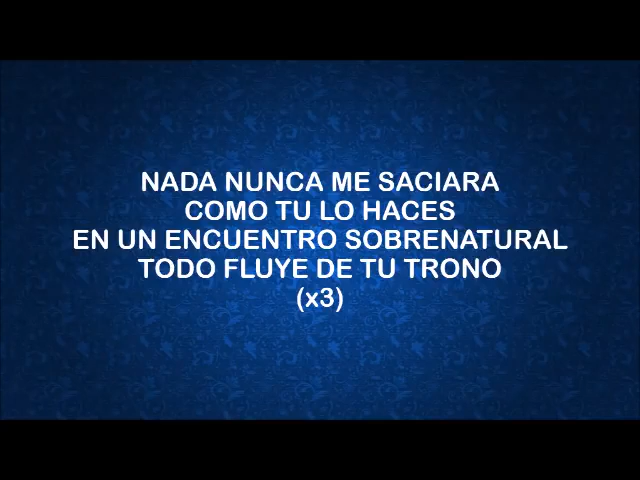 NADA NUNCA ME SACIARA
COMO TU LO HACES
EN UN ENCUENTRO SOBRENATURAL
TODO FLUYE DE TU TRONO
(x3)